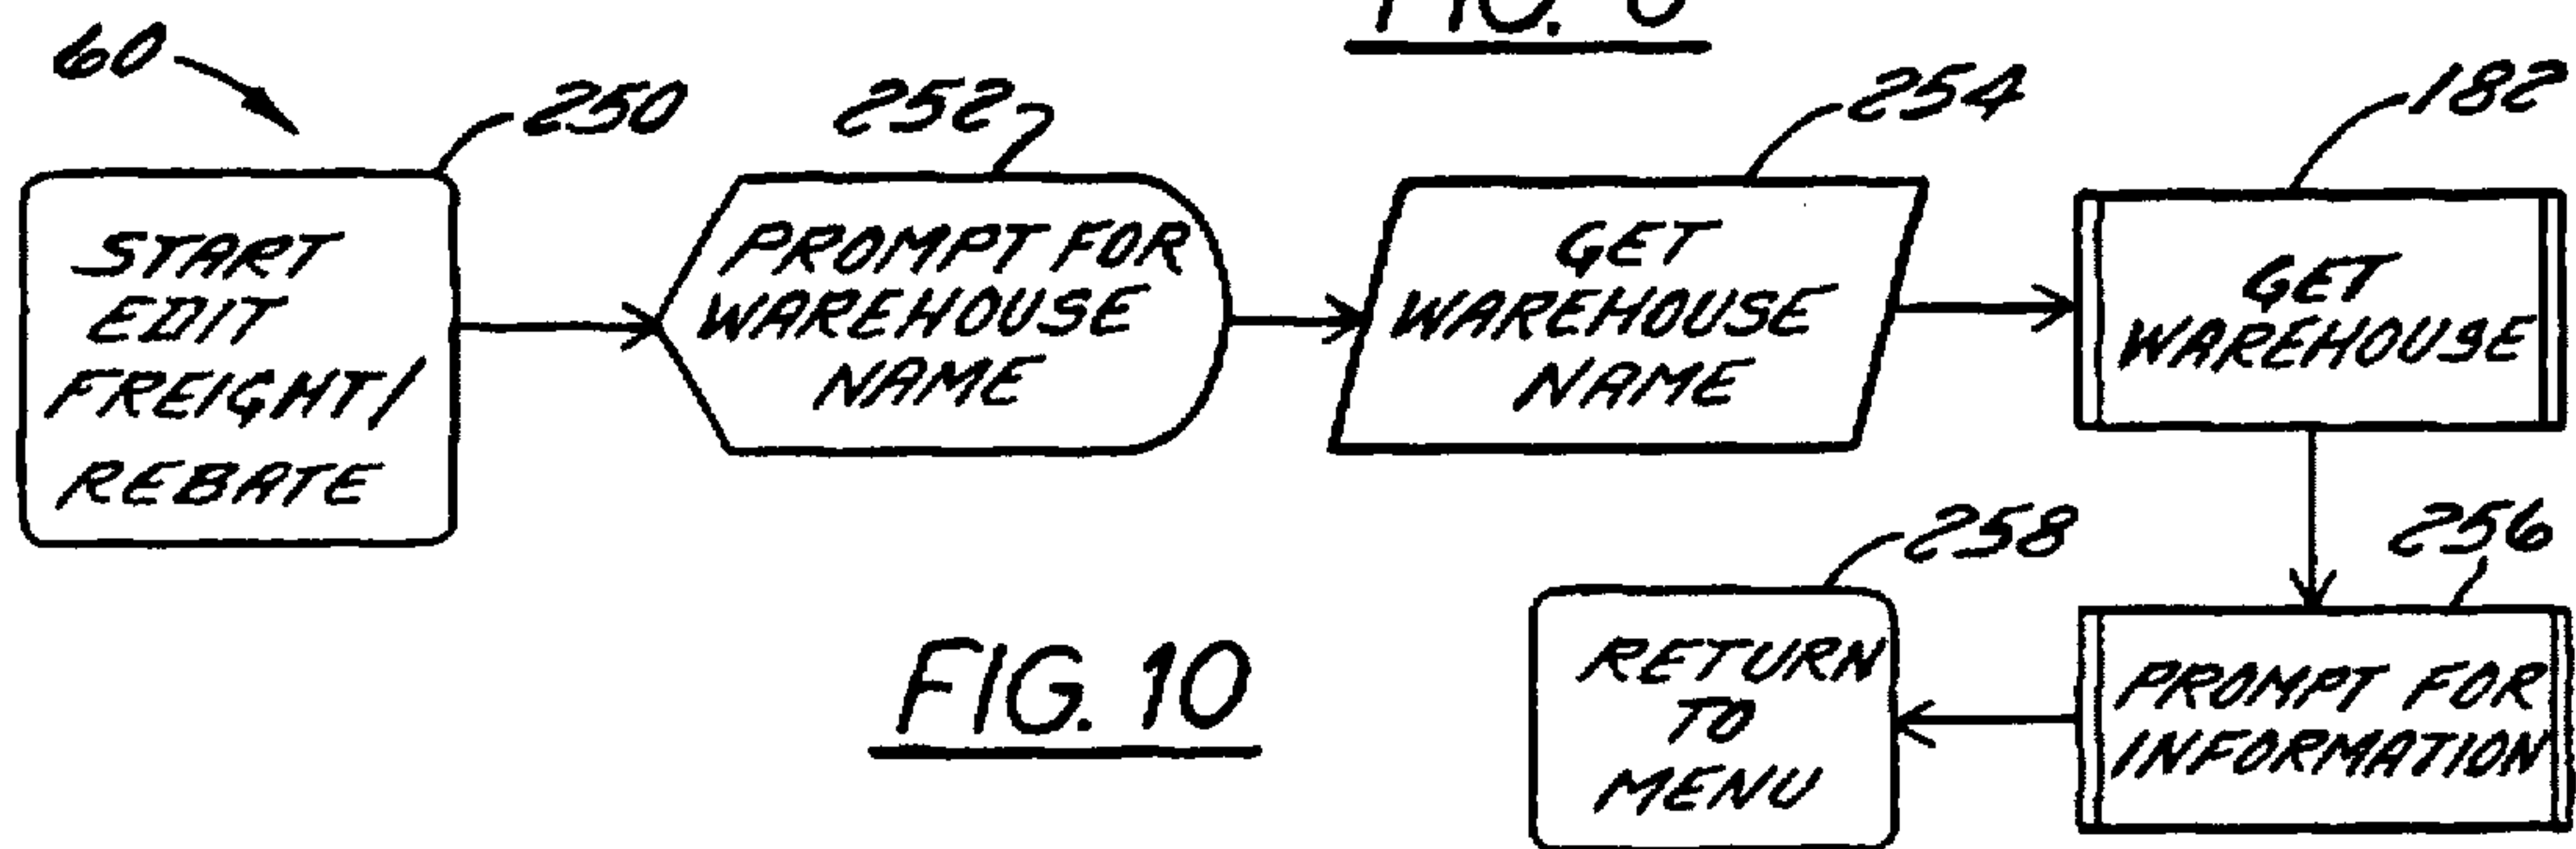 60
250
252
254
182
START
EDIT
FREIGHT/
REBATE
PROMPT FOR
WAREHOUSE
NAME
GET
WAREHOUSE
NAME
GET
WAREHOUSE
258
256
RETURN
TO
MENU
PROMPT FOR
INFORMATION
FIG. 10